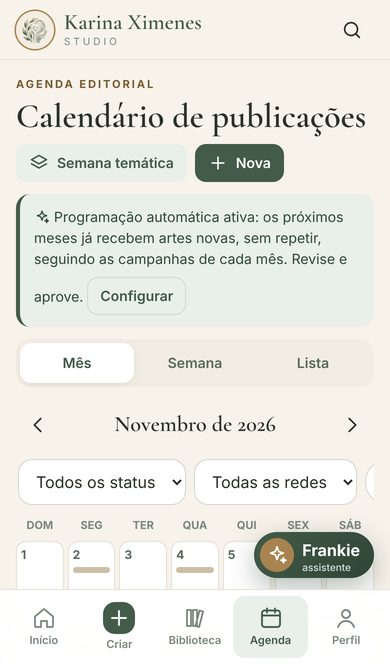 Karina Ximenes
STUDIO
AGENDA EDITORIAL
Calendário de publicações
Semana temática
Nova
Programação automática ativa: os próximos
meses já recebem artes novas, sem repetir,
seguindo as campanhas de cada mês. Revise e
aprove. Configurar
Mês Semana Lista
Novembro de 2026
Todos os status Todas as redes
DOM SEG TER QUA QUI SEX SÁB
1 2 3 4 5
Frankie
assistente
Início Criar Biblioteca Agenda Perfil